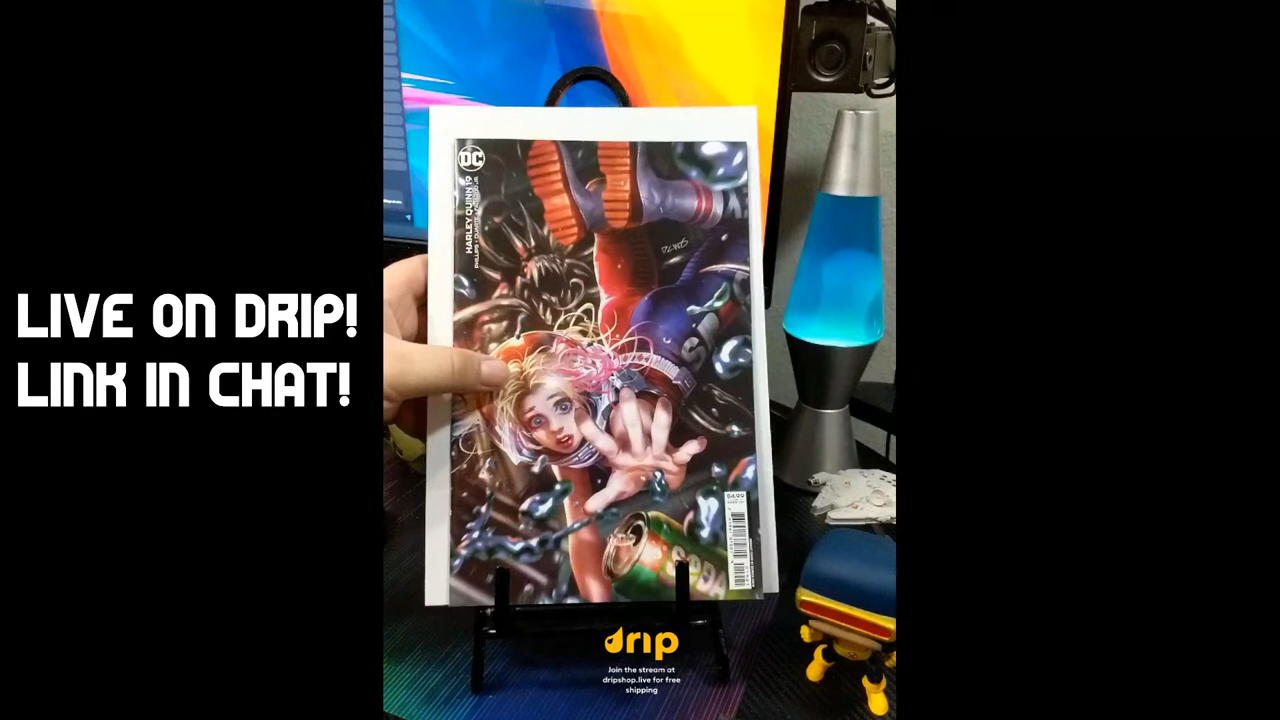 LIVE ON DRIP!
LINK IN CHAT!
DC
HARLEY QUINN 19
PHILLIPS
$4.99
SODA
drip
Join the stream at
dripshop.live for free
shipping